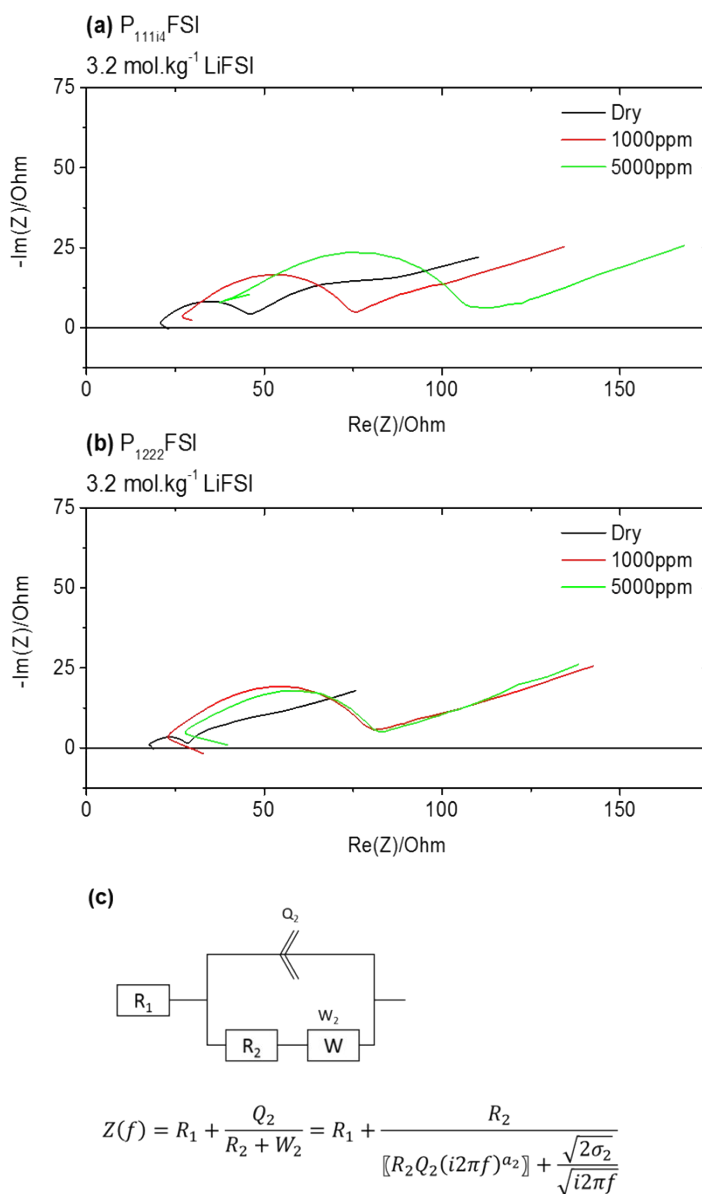 (a) P₁₁₁ᵢ₄FSI
3.2 mol.kg⁻¹ LiFSI
75
50
25
0
-Im(Z)/Ohm
Dry
1000ppm
5000ppm
0 50 100 150
Re(Z)/Ohm
(b) P₁₂₂₂FSI
3.2 mol.kg⁻¹ LiFSI
75
50
25
0
-Im(Z)/Ohm
Dry
1000ppm
5000ppm
0 50 100 150
Re(Z)/Ohm
(c)
Q₂
R₁
W₂
R₂ W
Z(f) = R₁ + Q₂ / (R₂ + W₂) = R₁ + R₂ / (⟦R₂Q₂(i2πf)^a₂⟧ + √2σ₂ / √i2πf)